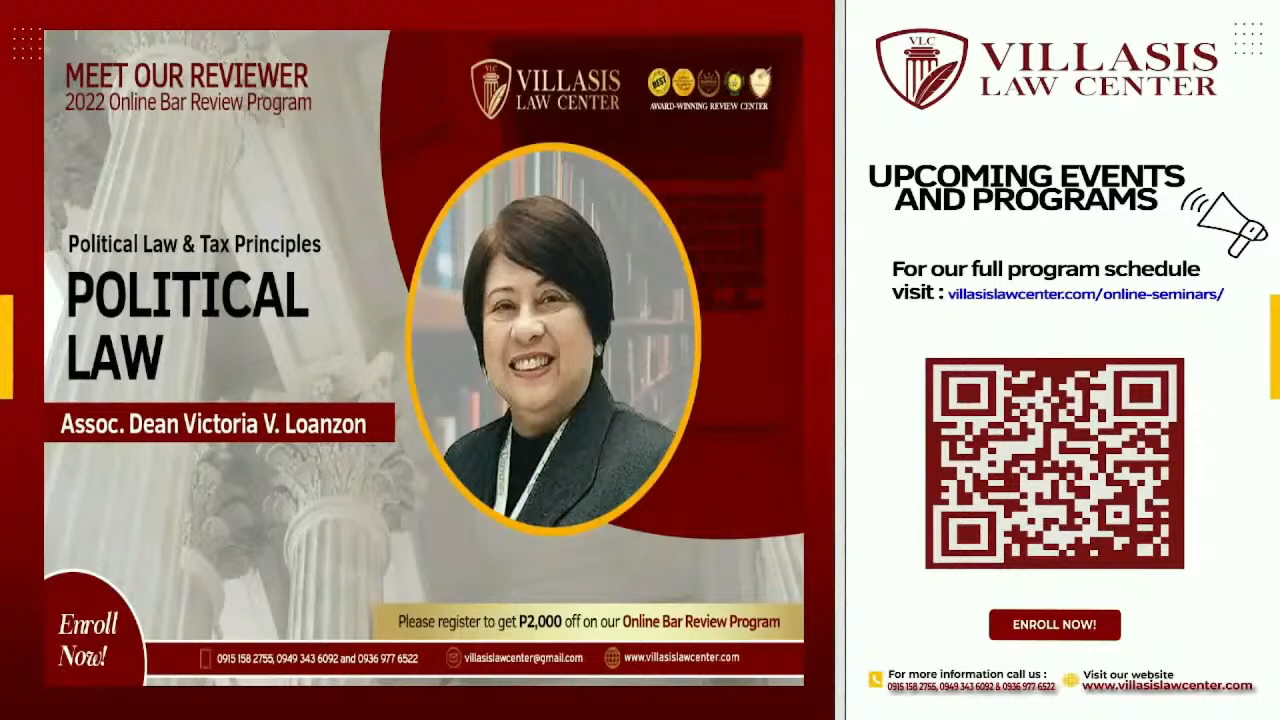 MEET OUR REVIEWER
2022 Online Bar Review Program
VLC
VILLASIS
LAW CENTER
BEST
AWARD-WINNING REVIEW CENTER
Political Law & Tax Principles
POLITICAL
LAW
Assoc. Dean Victoria V. Loanzon
Enroll
Now!
Please register to get P2,000 off on our Online Bar Review Program
0915 158 2755, 0949 343 6092 and 0936 977 6522
villasislawcenter@gmail.com
www.villasislawcenter.com
VLC
VILLASIS
LAW CENTER
UPCOMING EVENTS
AND PROGRAMS
For our full program schedule
visit : villasislawcenter.com/online-seminars/
ENROLL NOW!
For more information call us :
0915 158 2755, 0949 343 6092 & 0936 977 6522
Visit our website
www.villasislawcenter.com